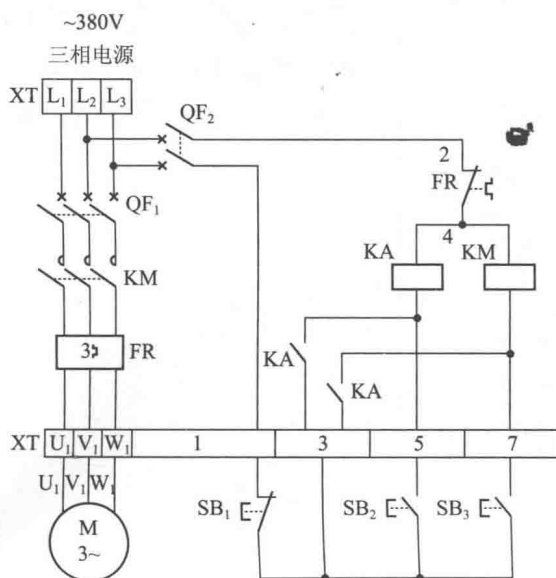 ~380V
三相电源
XT L₁ L₂ L₃
QF₂
2
FR
QF₁
4
KA KM
KM
3 FR
KA
KA
XT U₁ V₁ W₁ 1 3 5 7
U₁ V₁ W₁
SB₁ SB₂ SB₃
M
3~